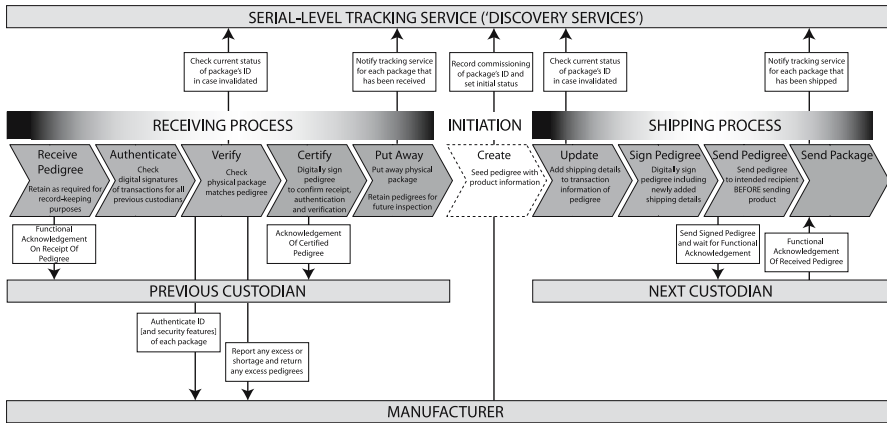 SERIAL-LEVEL TRACKING SERVICE (‘DISCOVERY SERVICES’)
Check current status
of package's ID
in case invalidated
Notify tracking service
for each package that
has been received
Record commissioning
of package's ID and
set initial status
Check current status
of package's ID
in case invalidated
Notify tracking service
for each package that
has been shipped
RECEIVING PROCESS
INITIATION
SHIPPING PROCESS
Receive
Pedigree
Retain as required for
record-keeping
purposes
Authenticate
Check
digital signatures
of transactions for all
previous custodians
Verify
Check
physical package
matches pedigree
Certify
Digitally sign
pedigree
to confirm receipt,
authentication
and verification
Put Away
Put away physical
package
Retain pedigrees for
future inspection
Create
Seed pedigree with
product information
Update
Add shipping details
to transaction
information of
pedigree
Sign Pedigree
Digitally sign
pedigree including
newly added
shipping details
Send Pedigree
Send pedigree
to intended recipient
BEFORE sending
product
Send Package
Functional
Acknowledgement
On Receipt Of
Pedigree
Acknowledgement
Of Certified
Pedigree
Send Signed Pedigree
and wait for Functional
Acknowledgement
Functional
Acknowledgement
Of Received Pedigree
PREVIOUS CUSTODIAN
NEXT CUSTODIAN
Authenticate ID
[and security features]
of each package
Report any excess or
shortage and return
any excess pedigrees
MANUFACTURER